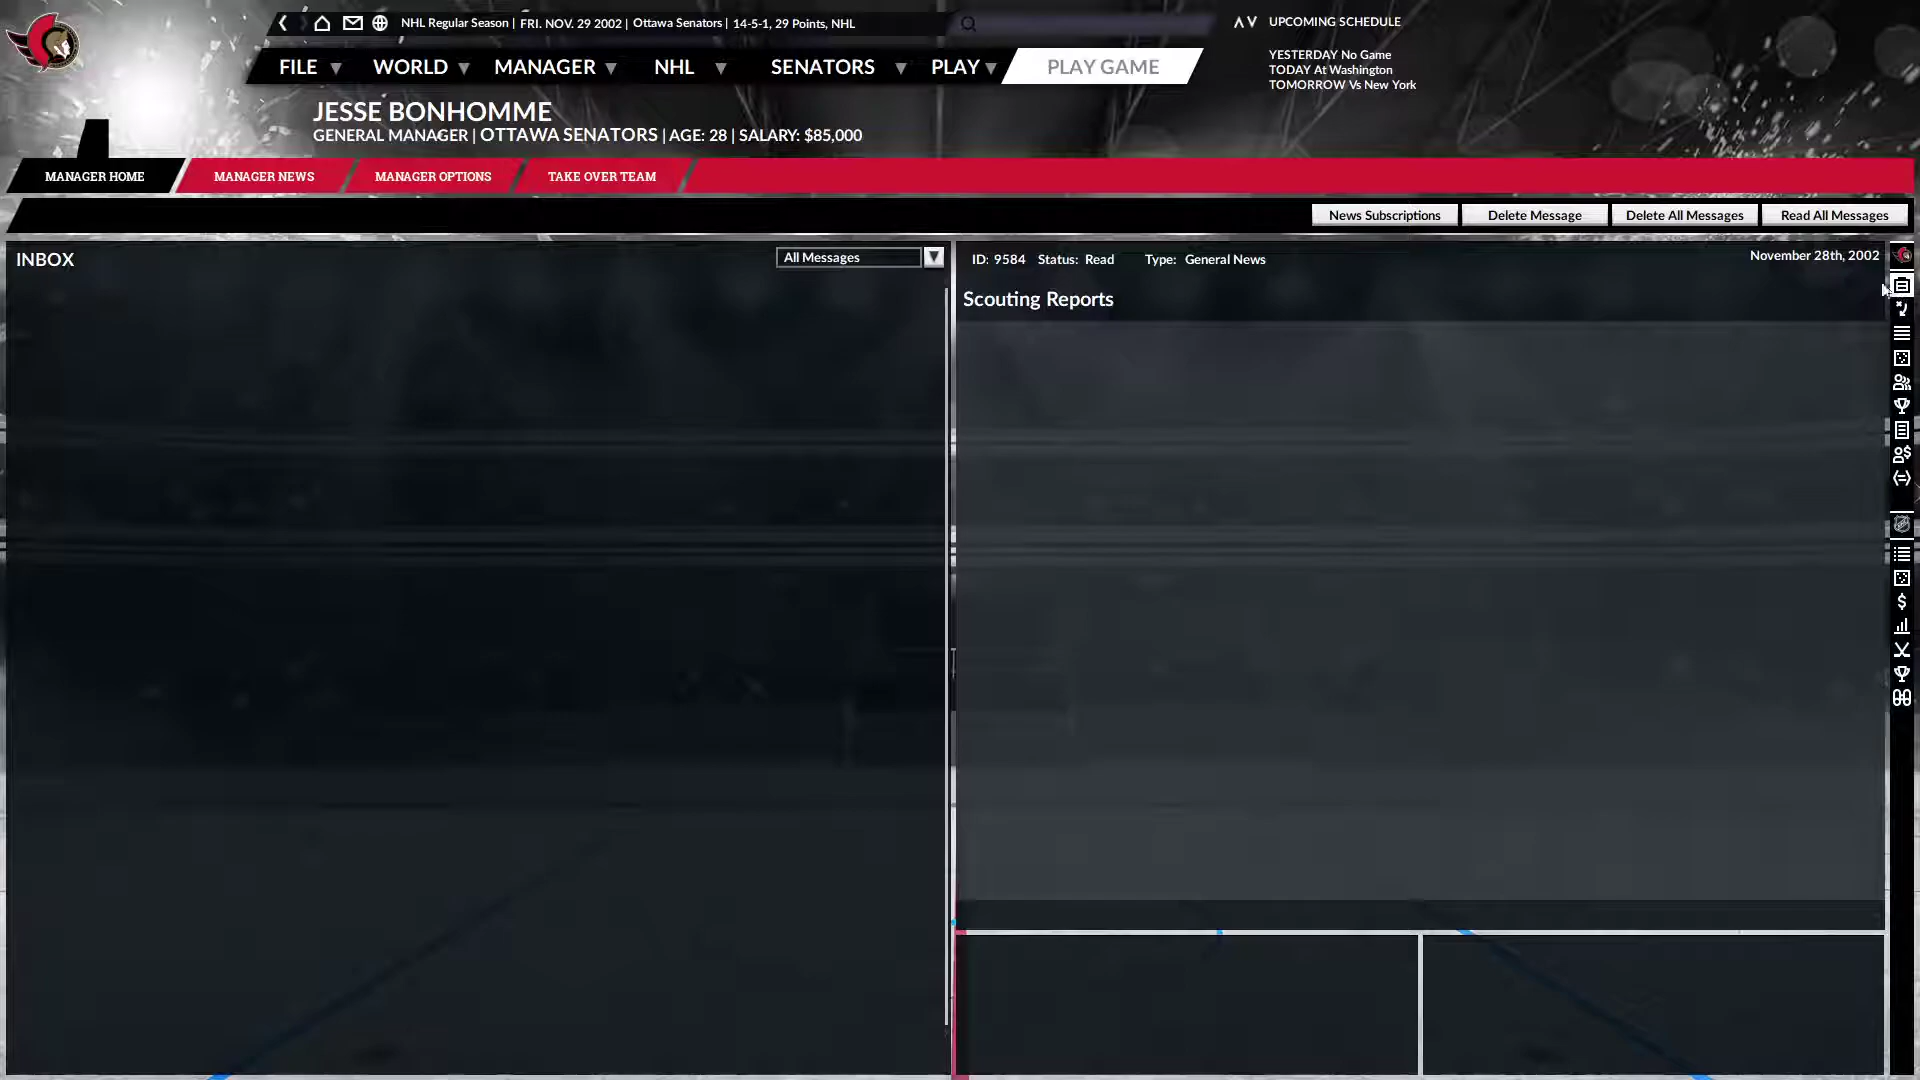 NHL Regular Season | FRI. NOV. 29 2002 | Ottawa Senators | 14-5-1, 29 Points, NHL
UPCOMING SCHEDULE
YESTERDAY No Game
TODAY At Washington
TOMORROW Vs New York
FILE WORLD MANAGER NHL SENATORS PLAY PLAY GAME
JESSE BONHOMME
GENERAL MANAGER | OTTAWA SENATORS | AGE: 28 | SALARY: $85,000
MANAGER HOME MANAGER NEWS MANAGER OPTIONS TAKE OVER TEAM
News Subscriptions Delete Message Delete All Messages Read All Messages
INBOX All Messages
ID: 9584 Status: Read Type: General News November 28th, 2002
Scouting Reports